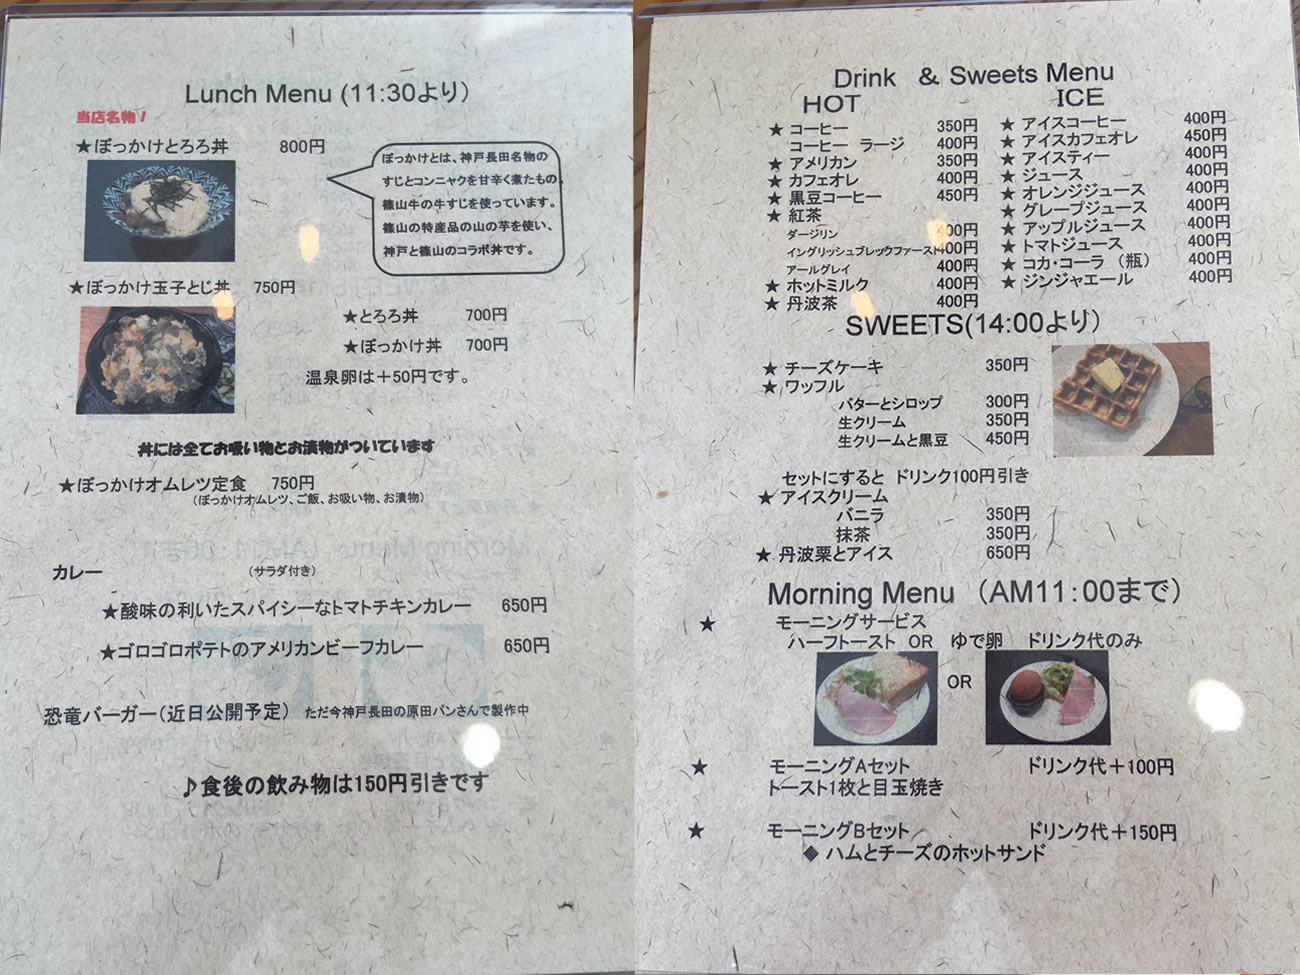 Lunch Menu (11:30より)
当店名物！
★ぼっかけとろろ丼 800円
ぼっかけとは、神戸長田名物の
すじとコンニャクを甘辛く煮たもの。
篠山牛の牛すじを使っています。
篠山の特産品の山の芋を使い、
神戸と篠山のコラボ丼です。
★ぼっかけ玉子とじ丼 750円
★とろろ丼 700円
★ぼっかけ丼 700円
温泉卵は＋50円です。
丼には全てお吸い物とお漬物がついています
★ぼっかけオムレツ定食 750円
（ぼっかけオムレツ、ご飯、お吸い物、お漬物）
カレー （サラダ付き）
★酸味の利いたスパイシーなトマトチキンカレー 650円
★ゴロゴロポテトのアメリカンビーフカレー 650円
恐竜バーガー（近日公開予定） ただ今神戸長田の原田パンさんで製作中
♪食後の飲み物は150円引きです
Drink & Sweets Menu
HOT
★ コーヒー 350円
コーヒー ラージ 400円
★ アメリカン 350円
★ カフェオレ 400円
★ 黒豆コーヒー 450円
★ 紅茶
ダージリン 400円
イングリッシュブレックファースト 400円
アールグレイ 400円
★ ホットミルク 400円
★ 丹波茶 400円
ICE
★ アイスコーヒー 400円
★ アイスカフェオレ 450円
★ アイスティー 400円
★ ジュース 400円
★ オレンジジュース 400円
★ グレープジュース 400円
★ アップルジュース 400円
★ トマトジュース 400円
★ コカ・コーラ （瓶） 400円
★ ジンジャエール 400円
SWEETS(14:00より)
★ チーズケーキ 350円
★ ワッフル
バターとシロップ 300円
生クリーム 350円
生クリームと黒豆 450円
セットにすると ドリンク100円引き
★ アイスクリーム
バニラ 350円
抹茶 350円
★ 丹波栗とアイス 650円
Morning Menu （AM11:00まで）
★ モーニングサービス
ハーフトースト OR ゆで卵 ドリンク代のみ
OR
★ モーニングAセット ドリンク代＋100円
トースト1枚と目玉焼き
★ モーニングBセット ドリンク代＋150円
◆ ハムとチーズのホットサンド